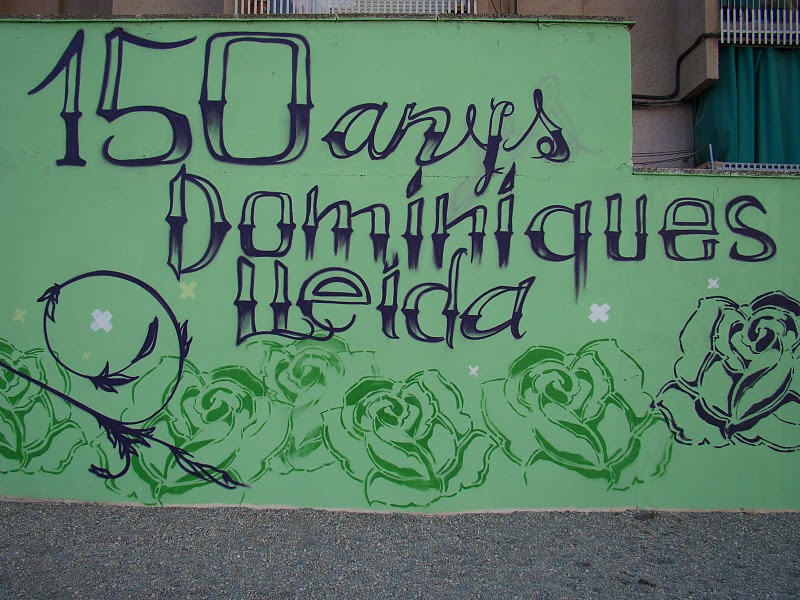 150 anys
Dominiques
Lleida